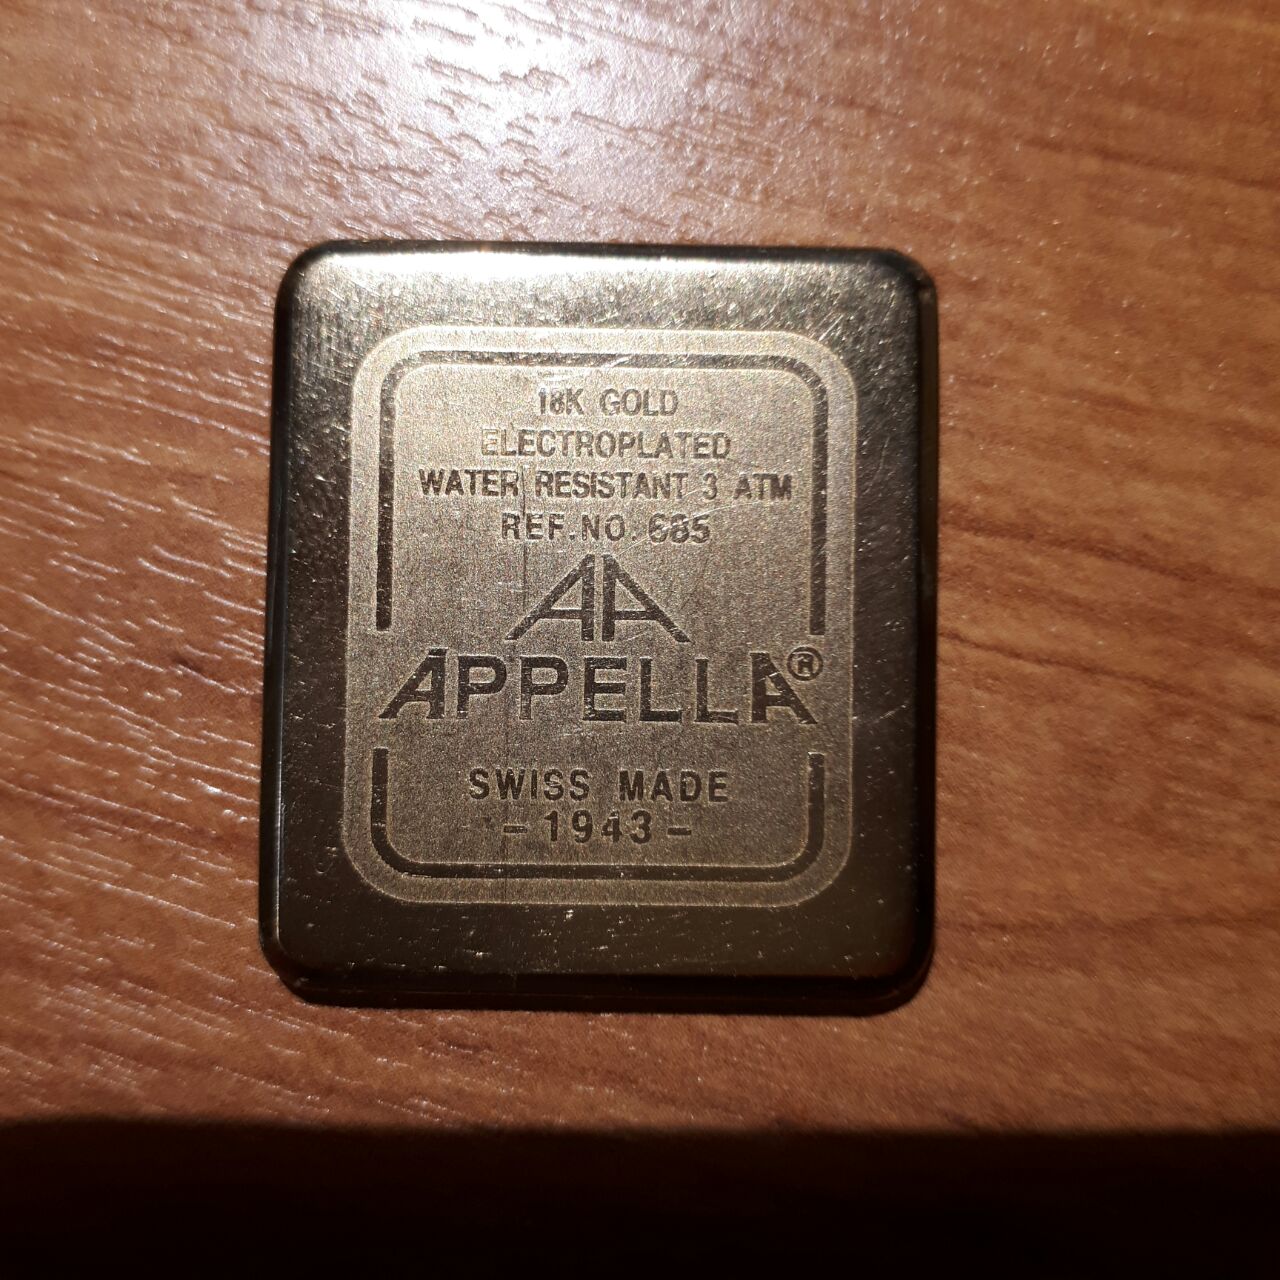 18K GOLD
ELECTROPLATED
WATER RESISTANT 3 ATM
REF.NO.685
AA
APPELLA®
SWISS MADE
-1943-